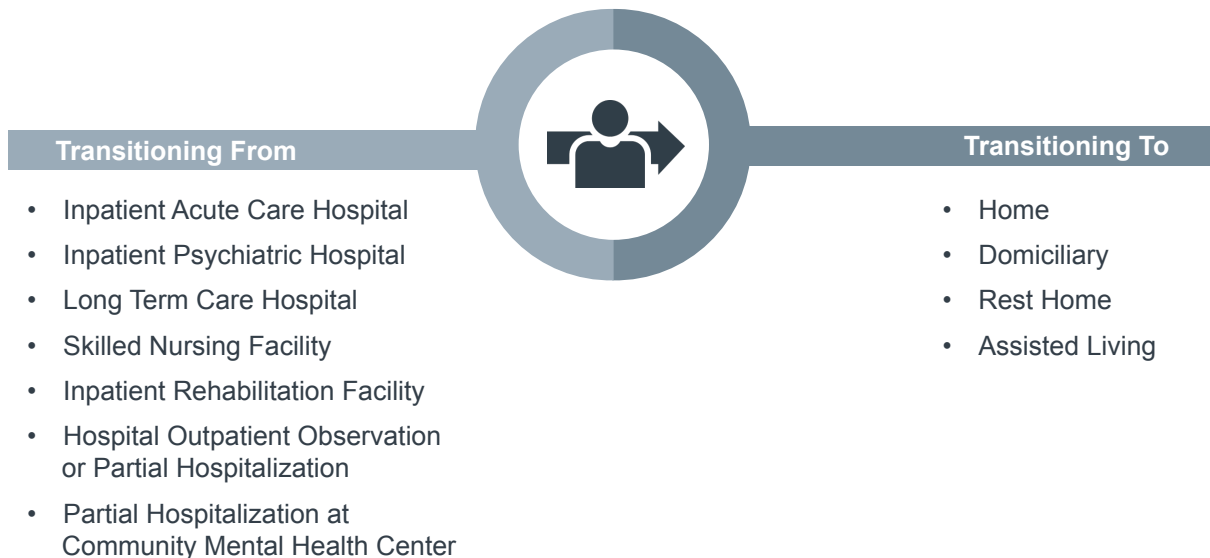 Transitioning From
• Inpatient Acute Care Hospital
• Inpatient Psychiatric Hospital
• Long Term Care Hospital
• Skilled Nursing Facility
• Inpatient Rehabilitation Facility
• Hospital Outpatient Observation
or Partial Hospitalization
• Partial Hospitalization at
Community Mental Health Center
Transitioning To
• Home
• Domiciliary
• Rest Home
• Assisted Living